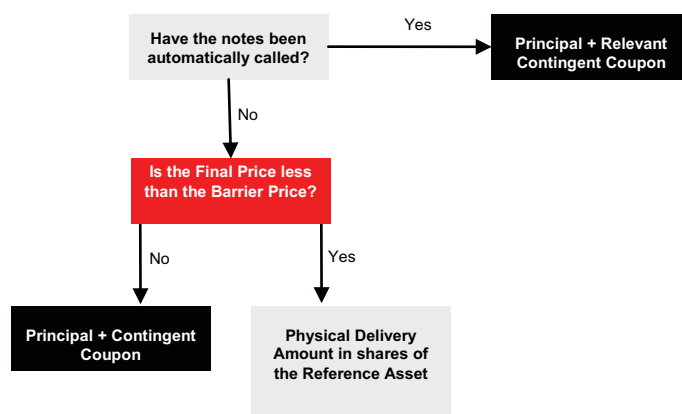 Have the notes been
automatically called?
Yes
Principal + Relevant
Contingent Coupon
No
Is the Final Price less
than the Barrier Price?
No
Yes
Principal + Contingent
Coupon
Physical Delivery
Amount in shares of
the Reference Asset